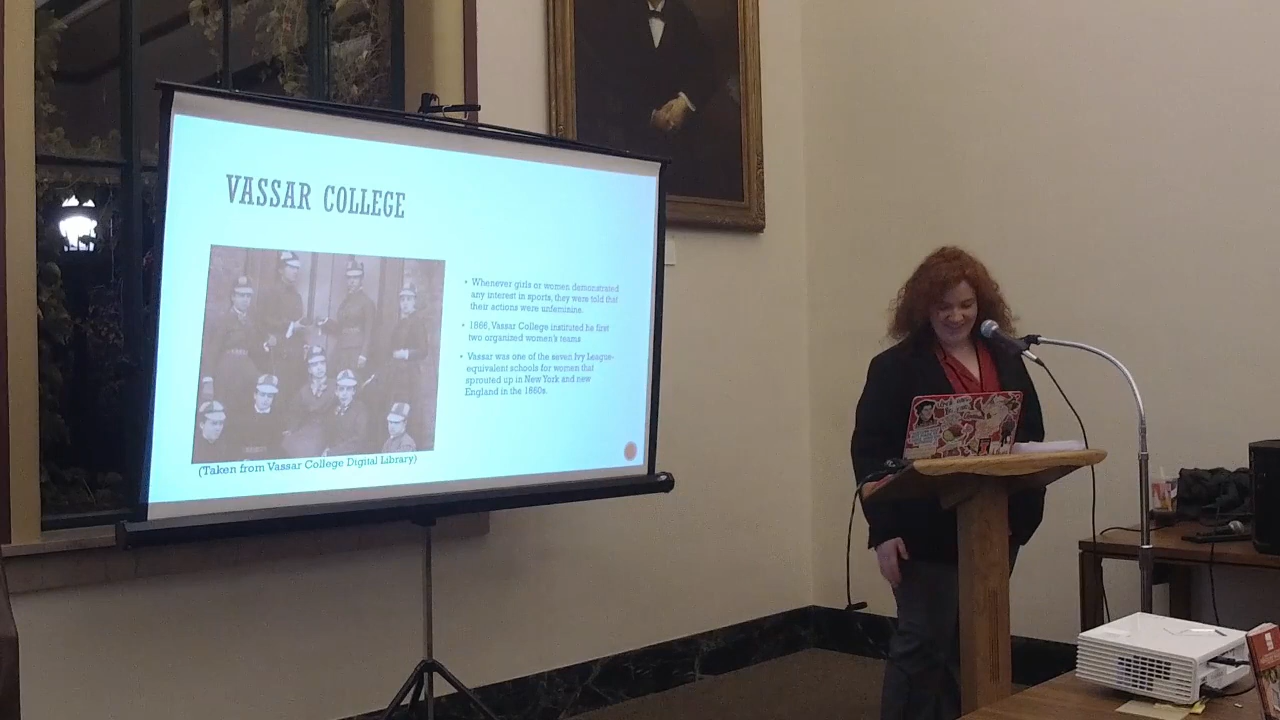 VASSAR COLLEGE
• Whenever girls or women demonstrated
any interest in sports, they were told that
their actions were unfeminine.
• 1866, Vassar College instituted he first
two organized women's teams
• Vassar was one of the seven Ivy League-
equivalent schools for women that
sprouted up in New York and new
England in the 1860s.
(Taken from Vassar College Digital Library)